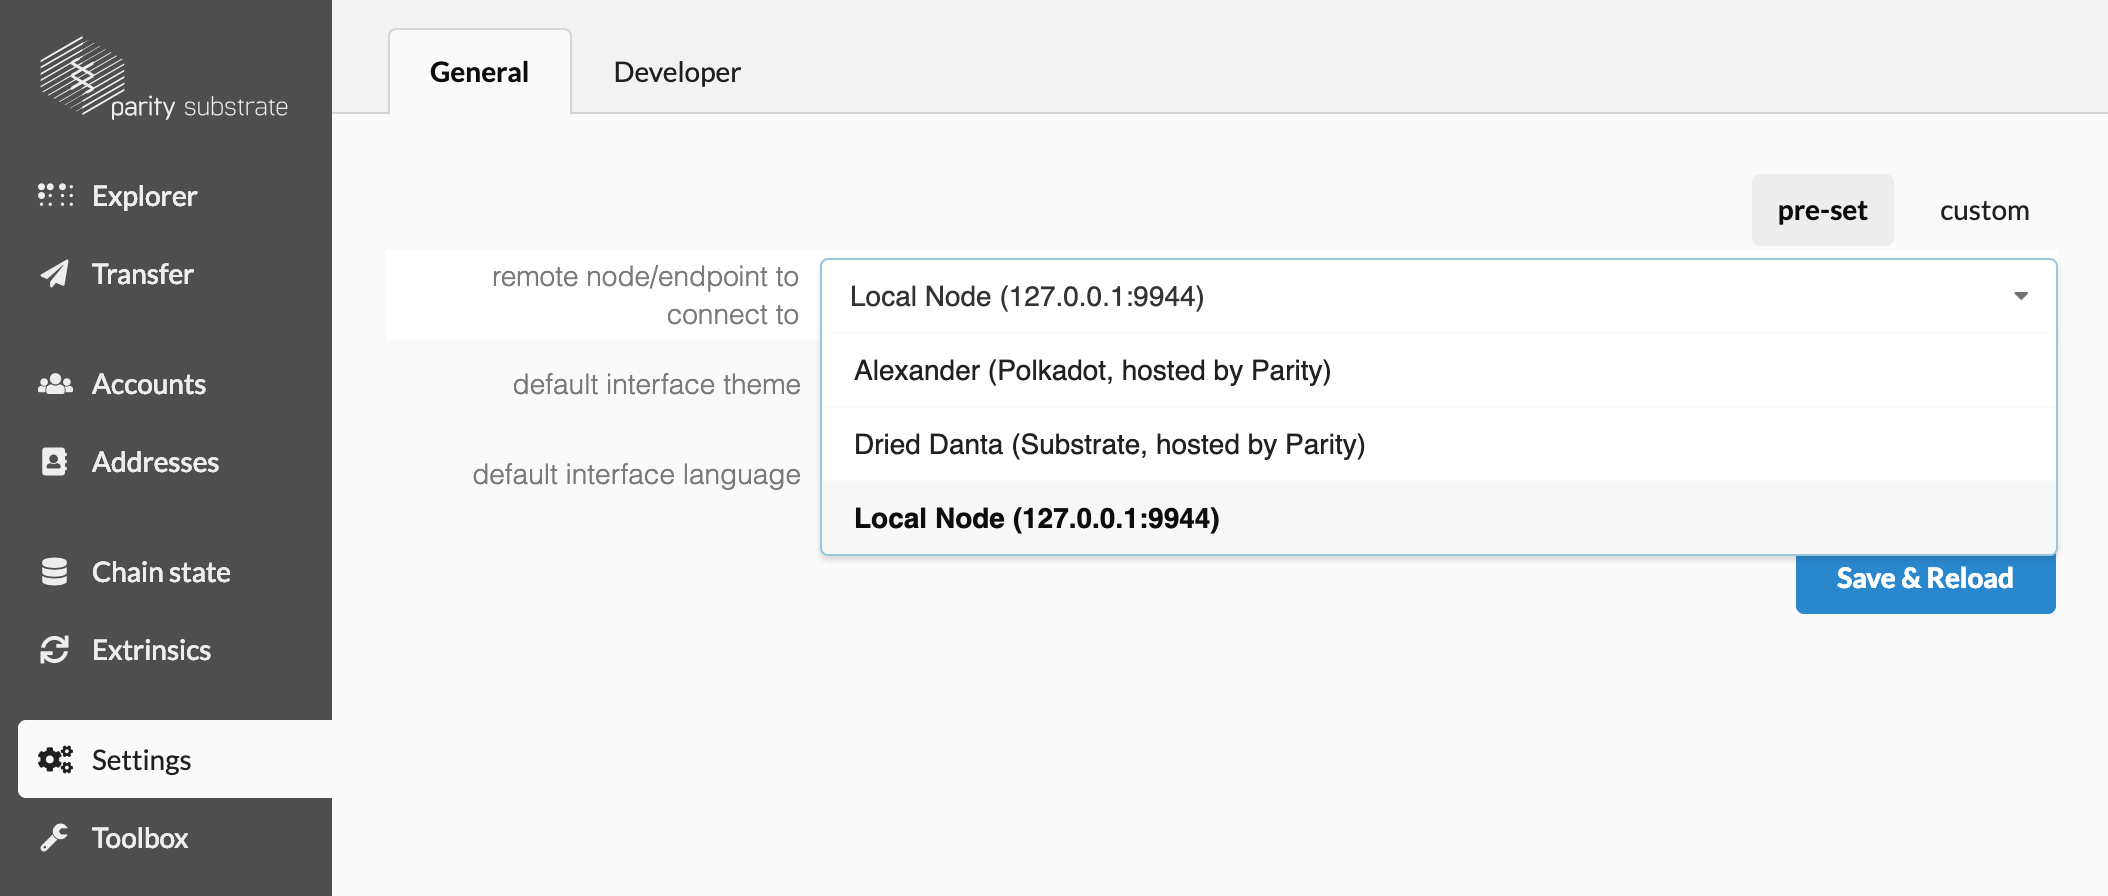 parity substrate
Explorer
Transfer
Accounts
Addresses
Chain state
Extrinsics
Settings
Toolbox
General
Developer
pre-set
custom
remote node/endpoint to
connect to
Local Node (127.0.0.1:9944)
Alexander (Polkadot, hosted by Parity)
Dried Danta (Substrate, hosted by Parity)
Local Node (127.0.0.1:9944)
default interface theme
default interface language
Save & Reload